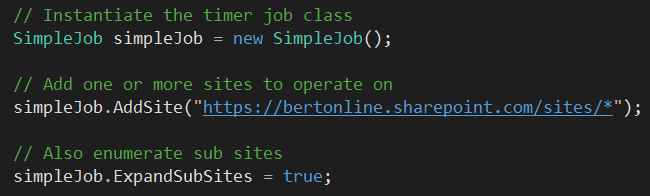 // Instantiate the timer job class
SimpleJob simpleJob = new SimpleJob();
// Add one or more sites to operate on
simpleJob.AddSite("https://bertonline.sharepoint.com/sites/*");
// Also enumerate sub sites
simpleJob.ExpandSubSites = true;